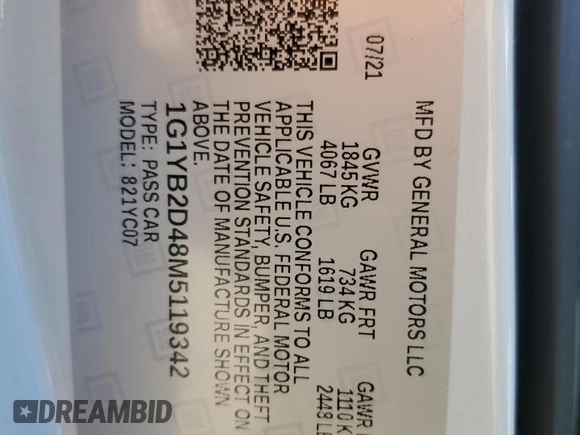 MFD BY GENERAL MOTORS LLC
07/21
GVWR
1845 KG
4067 LB
GAWR FRT
734 KG
1619 LB
GAWR
1110 K
2448 LB
THIS VEHICLE CONFORMS TO ALL
APPLICABLE U.S. FEDERAL MOTOR
VEHICLE SAFETY, BUMPER, AND THEFT
PREVENTION STANDARDS IN EFFECT ON
THE DATE OF MANUFACTURE SHOWN
ABOVE.
1G1YB2D48M5119342
TYPE: PASS CAR
MODEL: 821YC07
DREAMBID